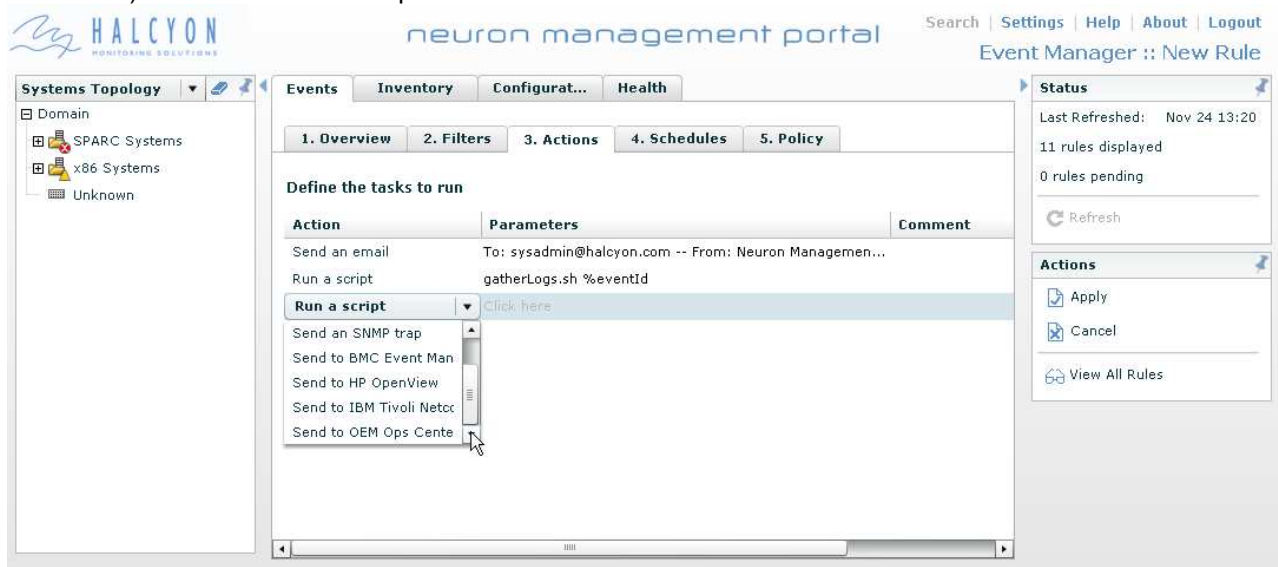 HALCYON
MONITORING SOLUTIONS
neuron management portal
Search | Settings | Help | About | Logout
Event Manager :: New Rule
Systems Topology
Domain
SPARC Systems
x86 Systems
Unknown
Events Inventory Configurat... Health
1. Overview 2. Filters 3. Actions 4. Schedules 5. Policy
Define the tasks to run
Action Parameters Comment
Send an email To: sysadmin@halcyon.com -- From: Neuron Managemen...
Run a script gatherLogs.sh %eventId
Run a script Click here
Send an SNMP trap
Send to BMC Event Man
Send to HP OpenView
Send to IBM Tivoli Netcc
Send to OEM Ops Cente
Status
Last Refreshed: Nov 24 13:20
11 rules displayed
0 rules pending
Refresh
Actions
Apply
Cancel
View All Rules